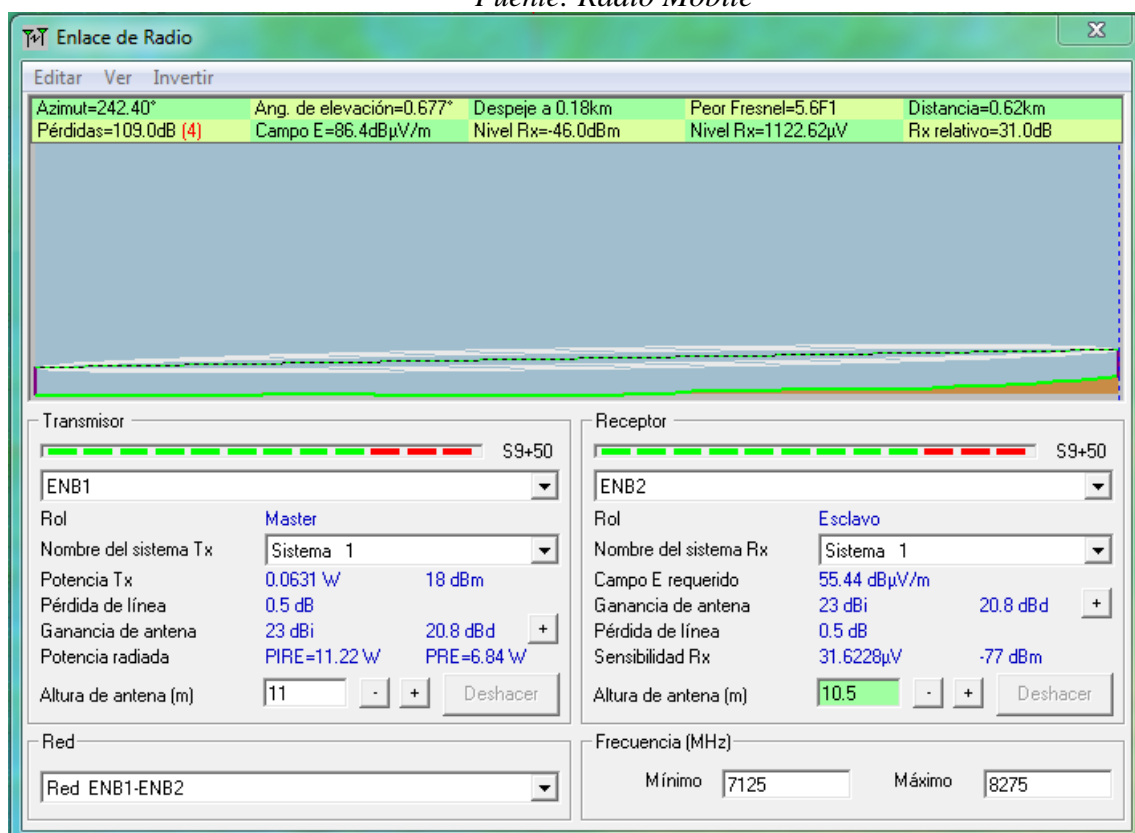 Fuente: Radio Mobile
Enlace de Radio
Editar Ver Invertir
Azimut=242.40° Ang. de elevación=0.677° Despeje a 0.18km Peor Fresnel=5.6F1 Distancia=0.62km
Pérdidas=109.0dB (4) Campo E=86.4dBµV/m Nivel Rx=-46.0dBm Nivel Rx=1122.62µV Rx relativo=31.0dB
Transmisor
S9+50
ENB1
Rol Master
Nombre del sistema Tx Sistema 1
Potencia Tx 0.0631 W 18 dBm
Pérdida de línea 0.5 dB
Ganancia de antena 23 dBi 20.8 dBd +
Potencia radiada PIRE=11.22 W PRE=6.84 W
Altura de antena (m) 11 - + Deshacer
Receptor
S9+50
ENB2
Rol Esclavo
Nombre del sistema Rx Sistema 1
Campo E requerido 55.44 dBµV/m
Ganancia de antena 23 dBi 20.8 dBd +
Pérdida de línea 0.5 dB
Sensibilidad Rx 31.6228µV -77 dBm
Altura de antena (m) 10.5 - + Deshacer
Red
Red ENB1-ENB2
Frecuencia (MHz)
Mínimo 7125 Máximo 8275